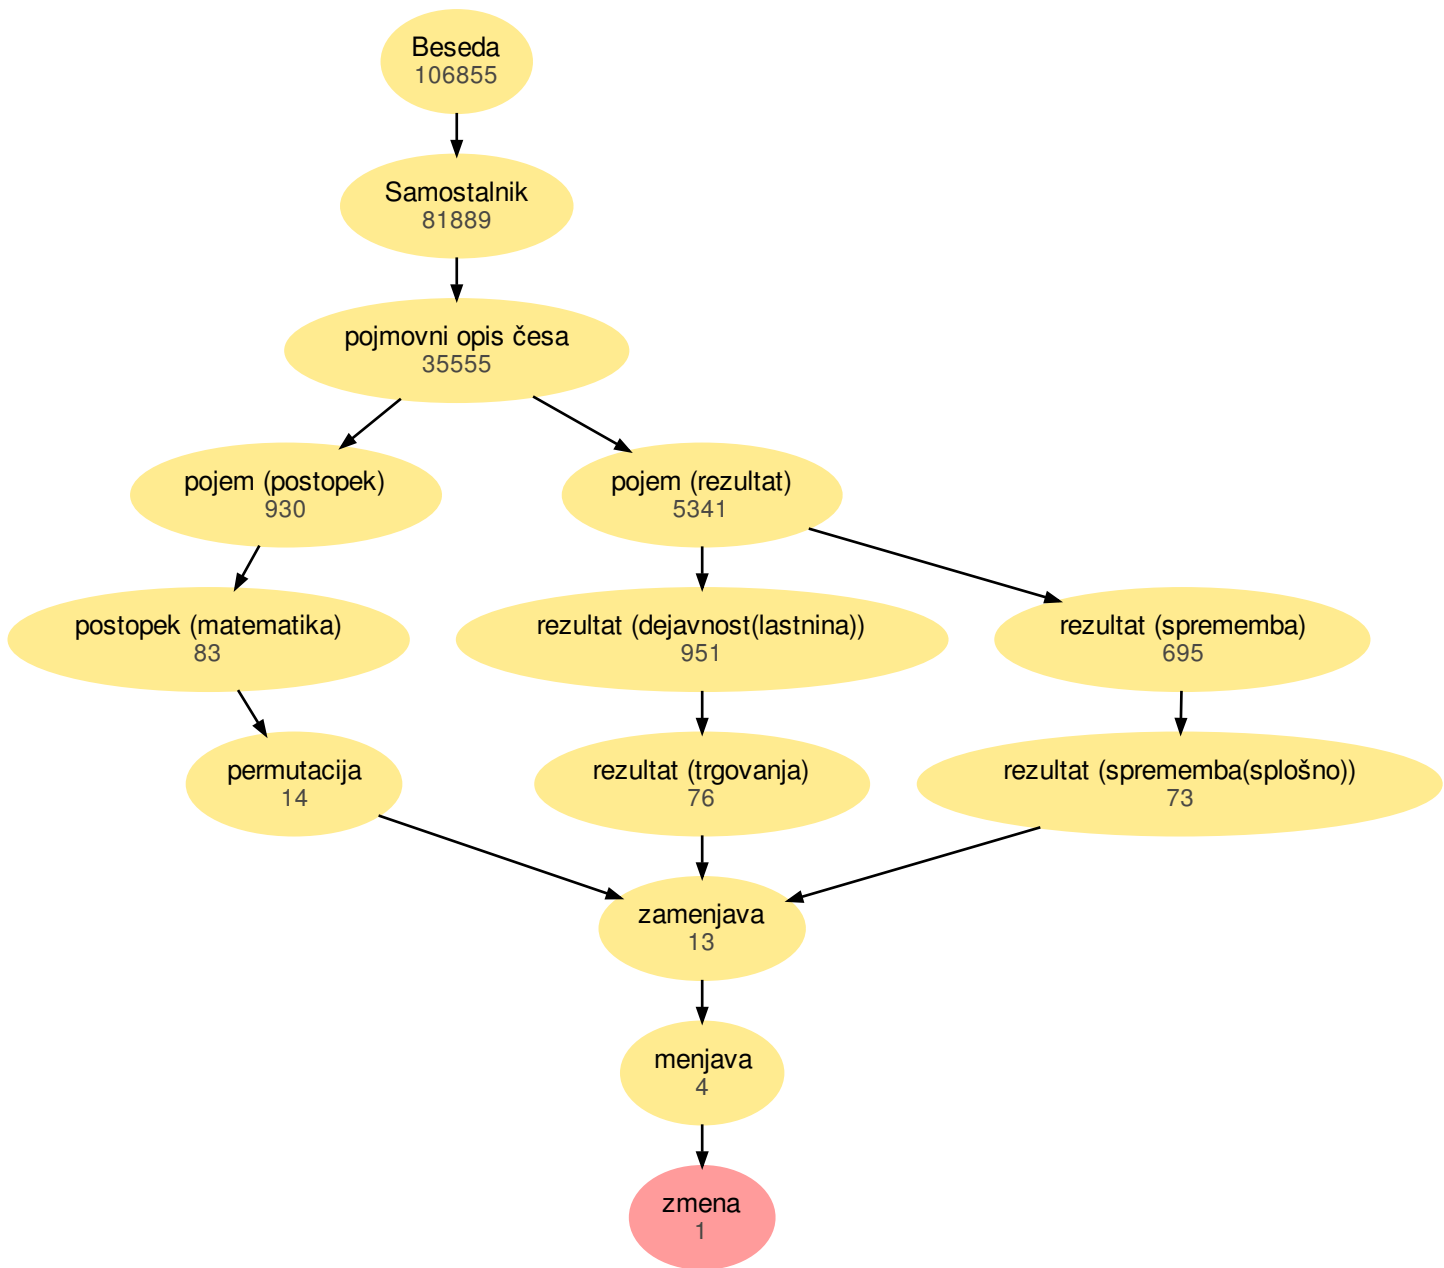 Beseda
106855
Samostalnik
81889
pojmovni opis česa
35555
pojem (postopek)
930
pojem (rezultat)
5341
postopek (matematika)
83
rezultat (dejavnost(lastnina))
951
rezultat (sprememba)
695
permutacija
14
rezultat (trgovanja)
76
rezultat (sprememba(splošno))
73
zamenjava
13
menjava
4
zmena
1